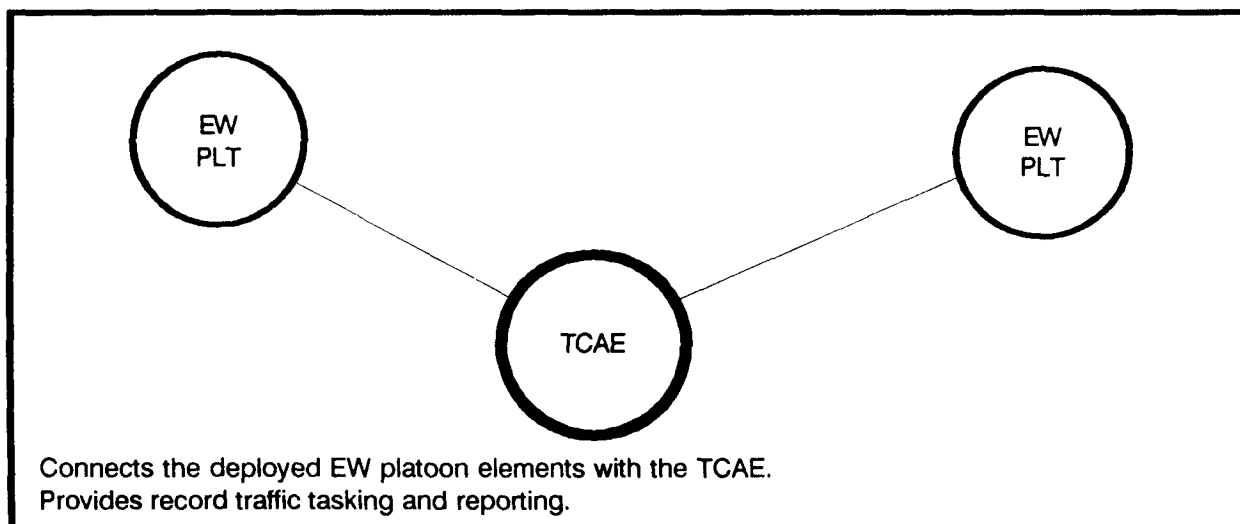 EW
PLT
EW
PLT
TCAE
Connects the deployed EW platoon elements with the TCAE.
Provides record traffic tasking and reporting.